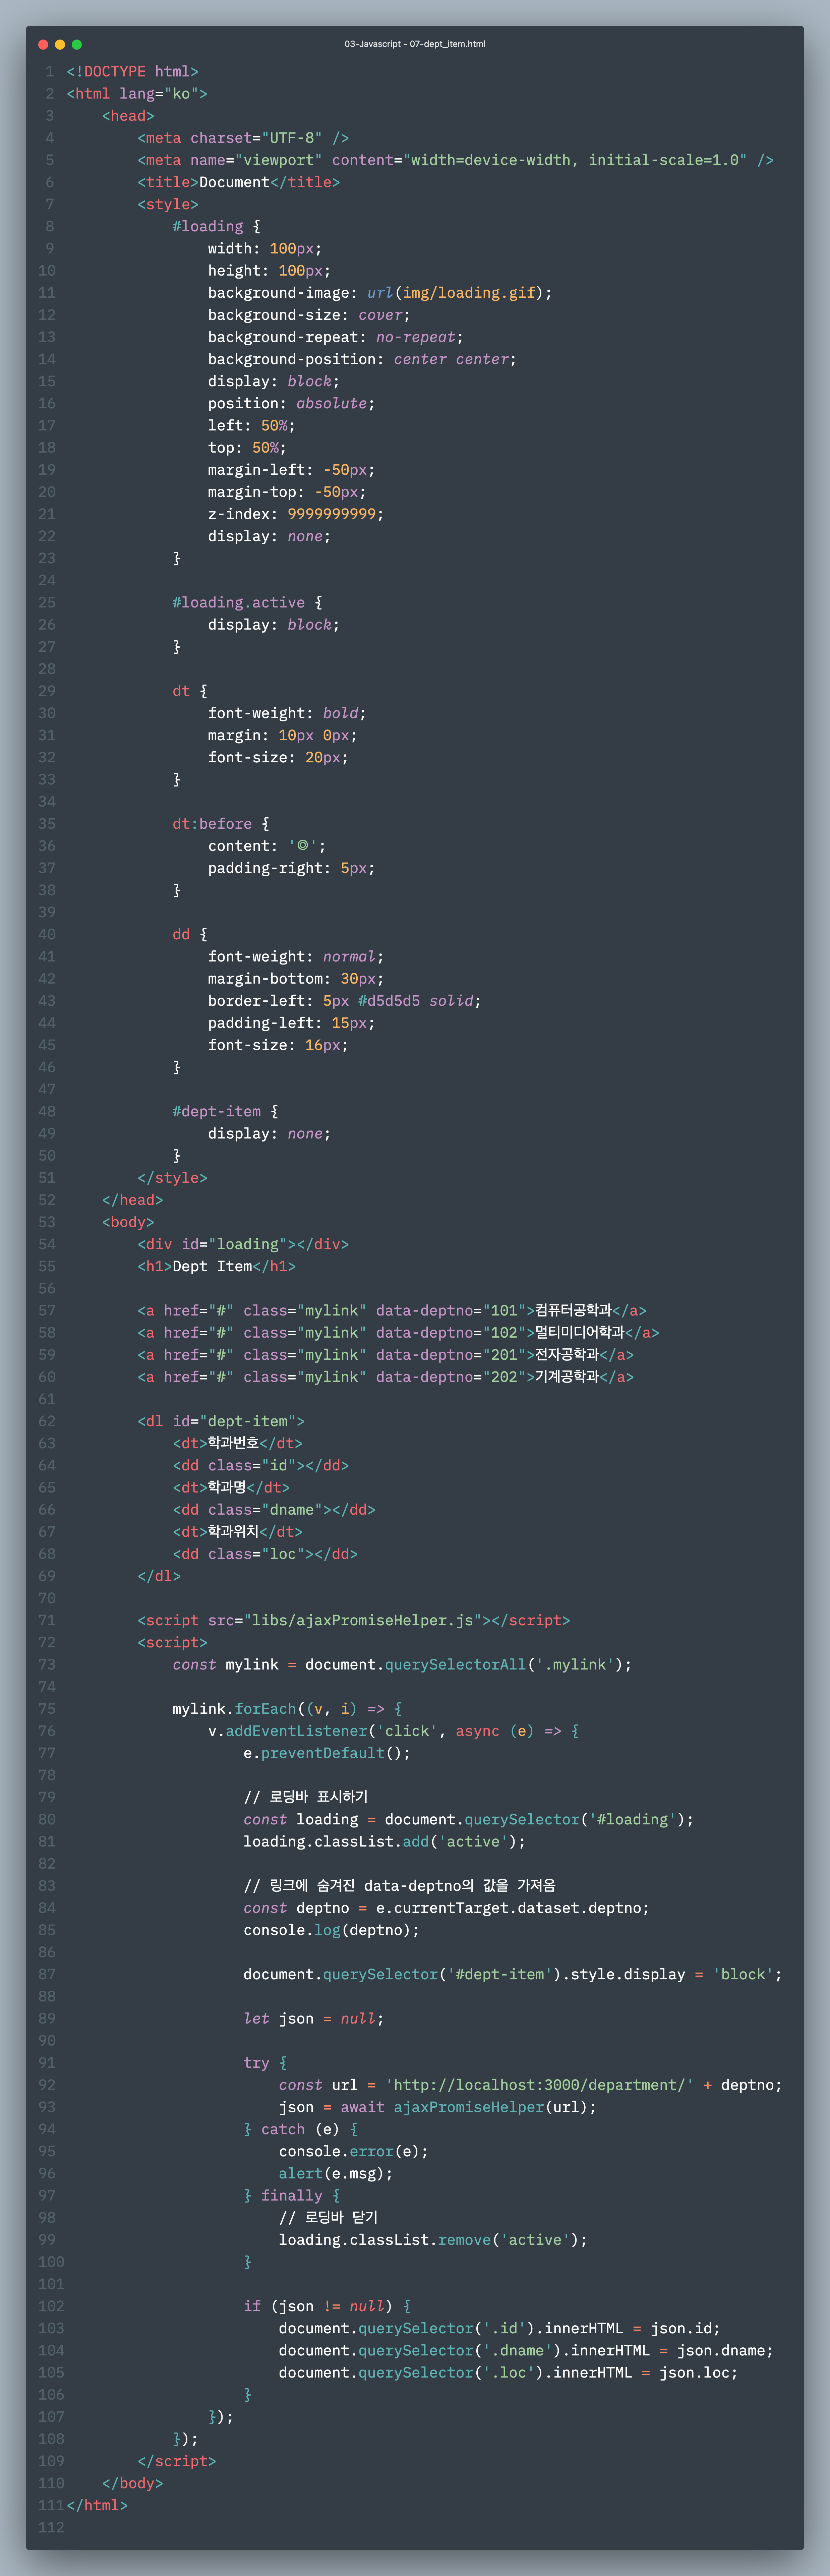 03-Javascript - 07-dept_item.html
1 <!DOCTYPE html>
2 <html lang="ko">
3     <head>
4         <meta charset="UTF-8" />
5         <meta name="viewport" content="width=device-width, initial-scale=1.0" />
6         <title>Document</title>
7         <style>
8             #loading {
9                 width: 100px;
10                 height: 100px;
11                 background-image: url(img/loading.gif);
12                 background-size: cover;
13                 background-repeat: no-repeat;
14                 background-position: center center;
15                 display: block;
16                 position: absolute;
17                 left: 50%;
18                 top: 50%;
19                 margin-left: -50px;
20                 margin-top: -50px;
21                 z-index: 9999999999;
22                 display: none;
23             }
24
25             #loading.active {
26                 display: block;
27             }
28
29             dt {
30                 font-weight: bold;
31                 margin: 10px 0px;
32                 font-size: 20px;
33             }
34
35             dt:before {
36                 content: '◎';
37                 padding-right: 5px;
38             }
39
40             dd {
41                 font-weight: normal;
42                 margin-bottom: 30px;
43                 border-left: 5px #d5d5d5 solid;
44                 padding-left: 15px;
45                 font-size: 16px;
46             }
47
48             #dept-item {
49                 display: none;
50             }
51         </style>
52     </head>
53     <body>
54         <div id="loading"></div>
55         <h1>Dept Item</h1>
56
57         <a href="#" class="mylink" data-deptno="101">컴퓨터공학과</a>
58         <a href="#" class="mylink" data-deptno="102">멀티미디어학과</a>
59         <a href="#" class="mylink" data-deptno="201">전자공학과</a>
60         <a href="#" class="mylink" data-deptno="202">기계공학과</a>
61
62         <dl id="dept-item">
63             <dt>학과번호</dt>
64             <dd class="id"></dd>
65             <dt>학과명</dt>
66             <dd class="dname"></dd>
67             <dt>학과위치</dt>
68             <dd class="loc"></dd>
69         </dl>
70
71         <script src="libs/ajaxPromiseHelper.js"></script>
72         <script>
73             const mylink = document.querySelectorAll('.mylink');
74
75             mylink.forEach((v, i) => {
76                 v.addEventListener('click', async (e) => {
77                     e.preventDefault();
78
79                     // 로딩바 표시하기
80                     const loading = document.querySelector('#loading');
81                     loading.classList.add('active');
82
83                     // 링크에 숨겨진 data-deptno의 값을 가져옴
84                     const deptno = e.currentTarget.dataset.deptno;
85                     console.log(deptno);
86
87                     document.querySelector('#dept-item').style.display = 'block';
88
89                     let json = null;
90
91                     try {
92                         const url = 'http://localhost:3000/department/' + deptno;
93                         json = await ajaxPromiseHelper(url);
94                     } catch (e) {
95                         console.error(e);
96                         alert(e.msg);
97                     } finally {
98                         // 로딩바 닫기
99                         loading.classList.remove('active');
100                     }
101
102                     if (json != null) {
103                         document.querySelector('.id').innerHTML = json.id;
104                         document.querySelector('.dname').innerHTML = json.dname;
105                         document.querySelector('.loc').innerHTML = json.loc;
106                     }
107                 });
108             });
109         </script>
110     </body>
111 </html>
112